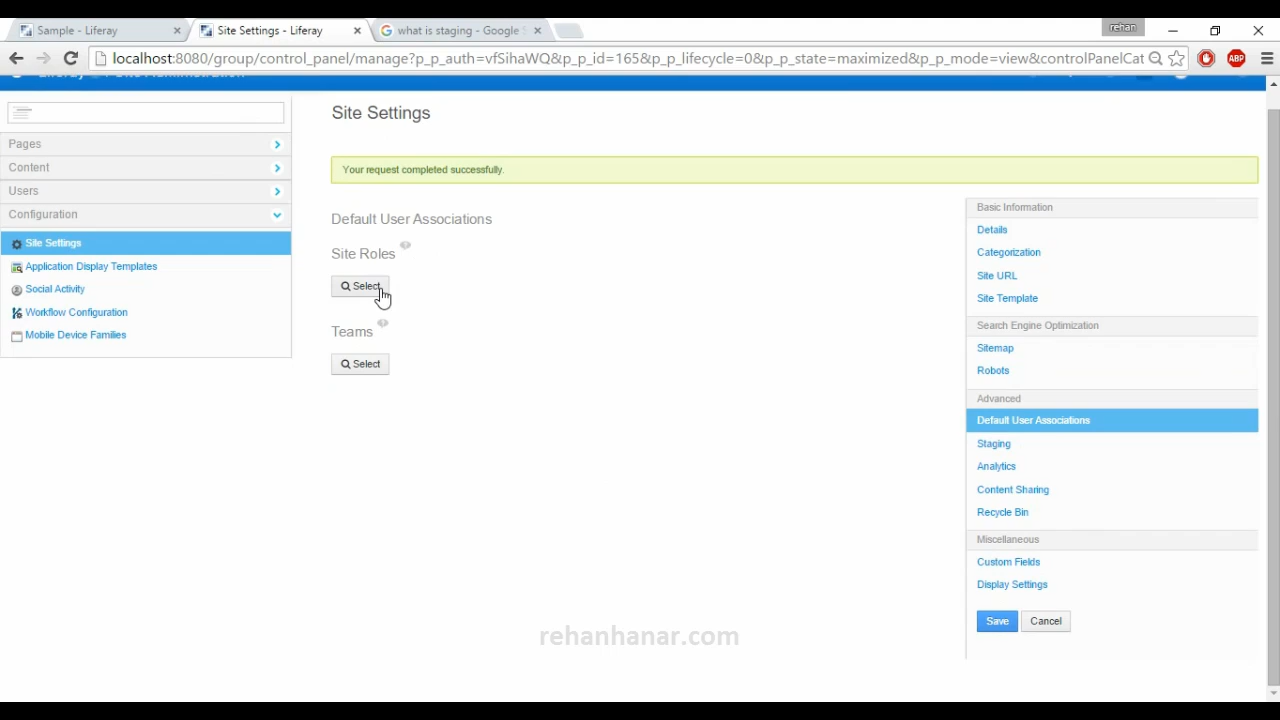 Sample - Liferay
Site Settings - Liferay
what is staging - Google
rehan
localhost:8080/group/control_panel/manage?p_p_auth=vfSihaWQ&p_p_id=165&p_p_lifecycle=0&p_p_state=maximized&p_p_mode=view&controlPanelCat
ABP
Site Settings
Pages
Content
Users
Configuration
Site Settings
Application Display Templates
Social Activity
Workflow Configuration
Mobile Device Families
Your request completed successfully.
Default User Associations
Site Roles
Select
Teams
Select
Basic Information
Details
Categorization
Site URL
Site Template
Search Engine Optimization
Sitemap
Robots
Advanced
Default User Associations
Staging
Analytics
Content Sharing
Recycle Bin
Miscellaneous
Custom Fields
Display Settings
Save
Cancel
rehanhanar.com